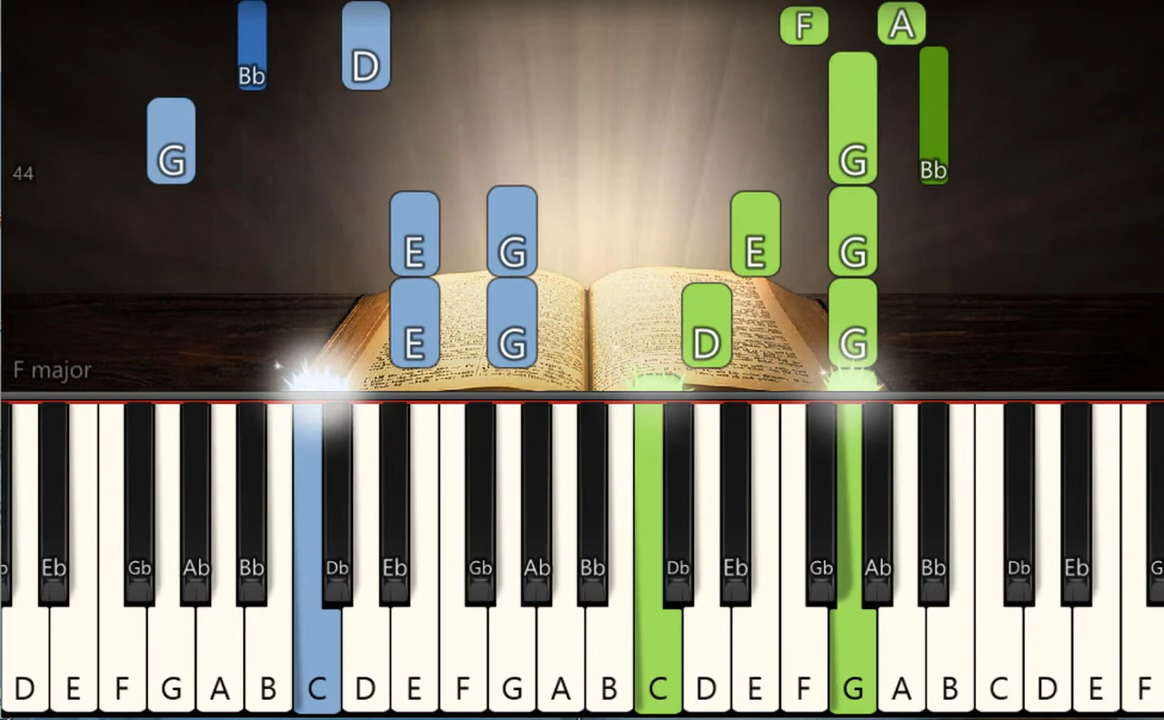 F A
Bb D
G G Bb
44
E G E G
E G D G
F major
b Eb Gb Ab Bb Db Eb Gb Ab Bb Db Eb Gb Ab Bb Db Eb G
D E F G A B C D E F G A B C D E F G A B C D E F